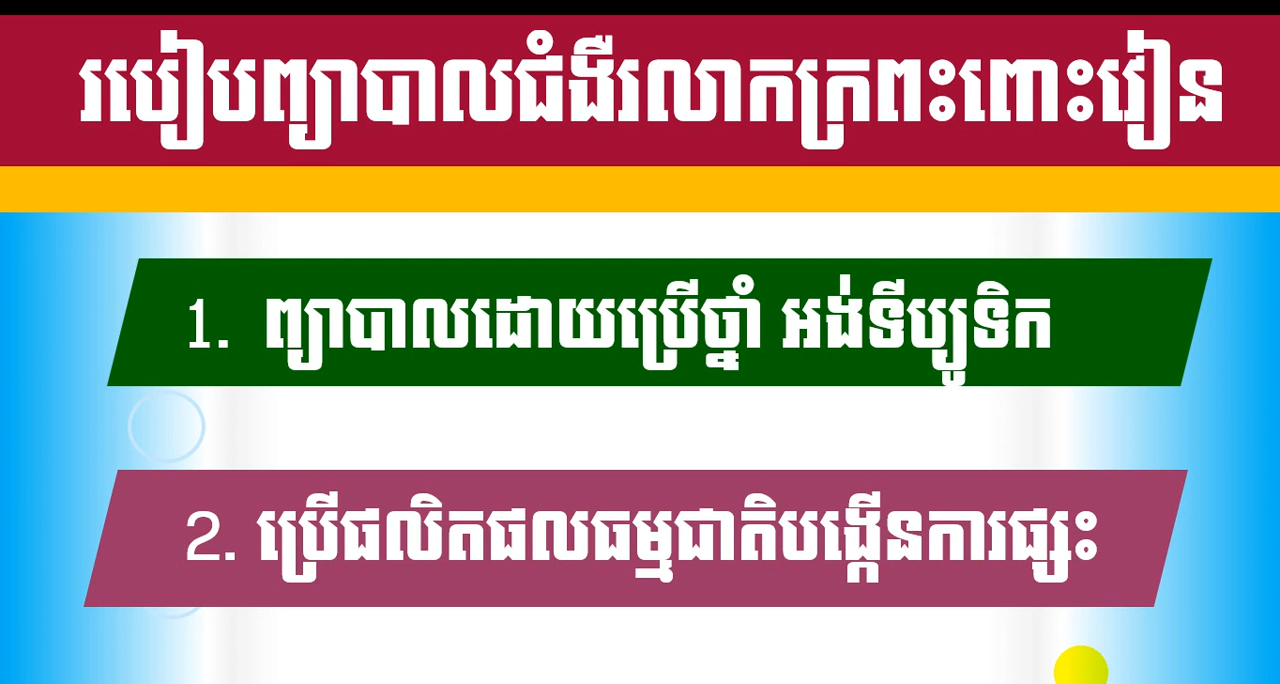 របៀបព្យាបាលជំងឺរលាកក្រពះពោះវៀន
1. ព្យាបាលដោយប្រើថ្នាំ អង់ទីប្យូទិក
2. ប្រើផលិតផលធម្មជាតិបង្កើនការផ្សះ